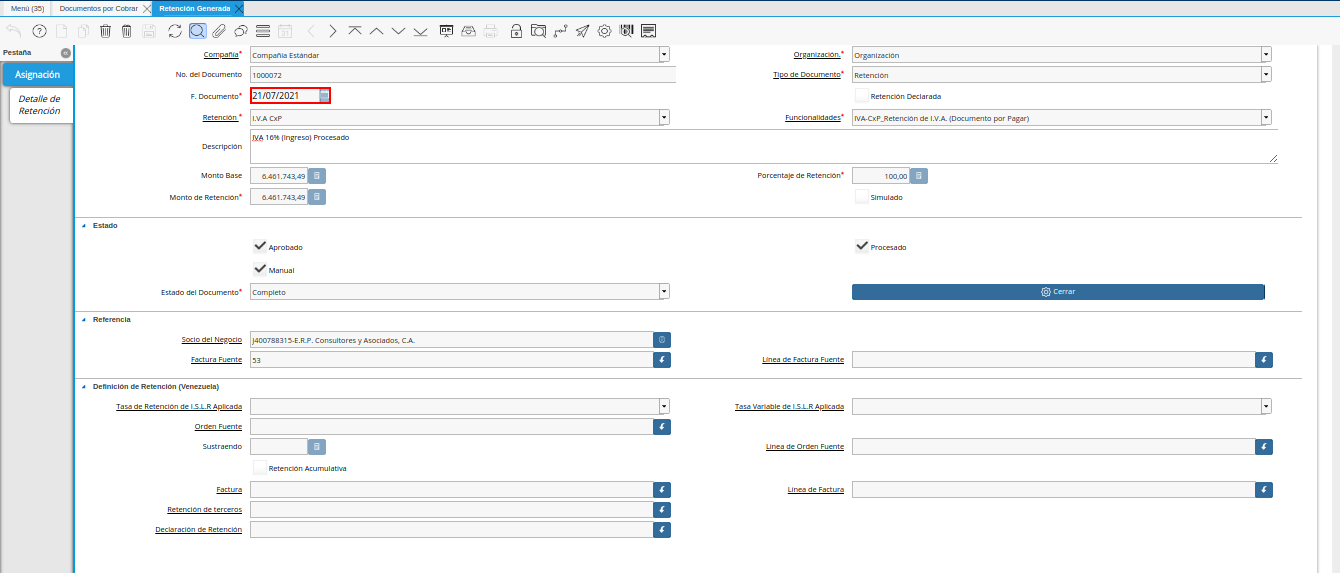 Menú (35) Documentos por Cobrar Retención Generada
Pestaña
Asignación
Detalle de
Retención
Compañía* Compañía Estándar Organización.* Organización
No. del Documento 1000072 Tipo de Documento* Retención
F. Documento* 21/07/2021 Retención Declarada
Retención.* I.V.A CxP Funcionalidades* IVA-CxP_Retención de I.V.A. (Documento por Pagar)
Descripción IVA 16% (Ingreso) Procesado
Monto Base 6.461.743,49 Porcentaje de Retención* 100,00
Monto de Retención* 6.461.743,49 Simulado
Estado
Aprobado Procesado
Manual
Estado del Documento* Completo Cerrar
Referencia
Socio del Negocio J400788315-E.R.P. Consultores y Asociados, C.A.
Factura Fuente 53 Línea de Factura Fuente
Definición de Retención (Venezuela)
Tasa de Retención de I.S.L.R Aplicada Tasa Variable de I.S.L.R Aplicada
Orden Fuente
Sustraendo Línea de Orden Fuente
Retención Acumulativa
Factura Línea de Factura
Retención de terceros
Declaración de Retención